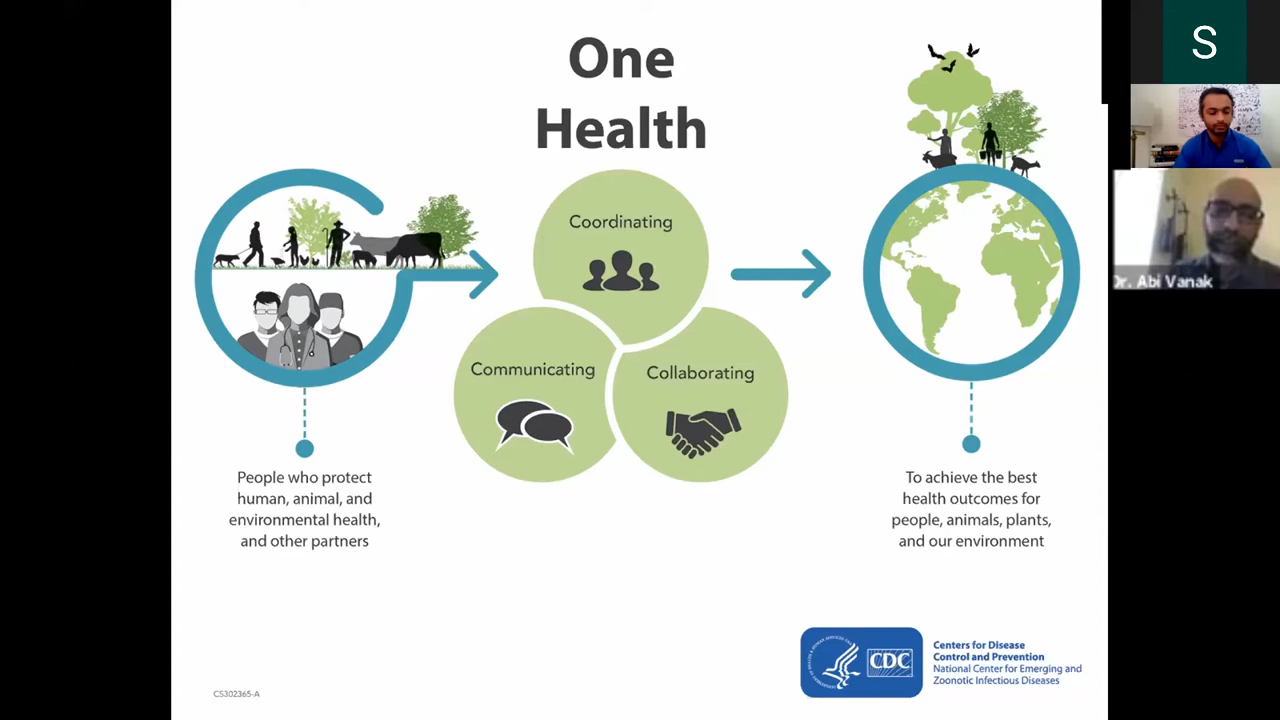 One
Health
Coordinating
Communicating
Collaborating
People who protect
human, animal, and
environmental health,
and other partners
To achieve the best
health outcomes for
people, animals, plants,
and our environment
CDC
Centers for Disease
Control and Prevention
National Center for Emerging and
Zoonotic Infectious Diseases
CS302365-A
S
Dr. Abi Vanak